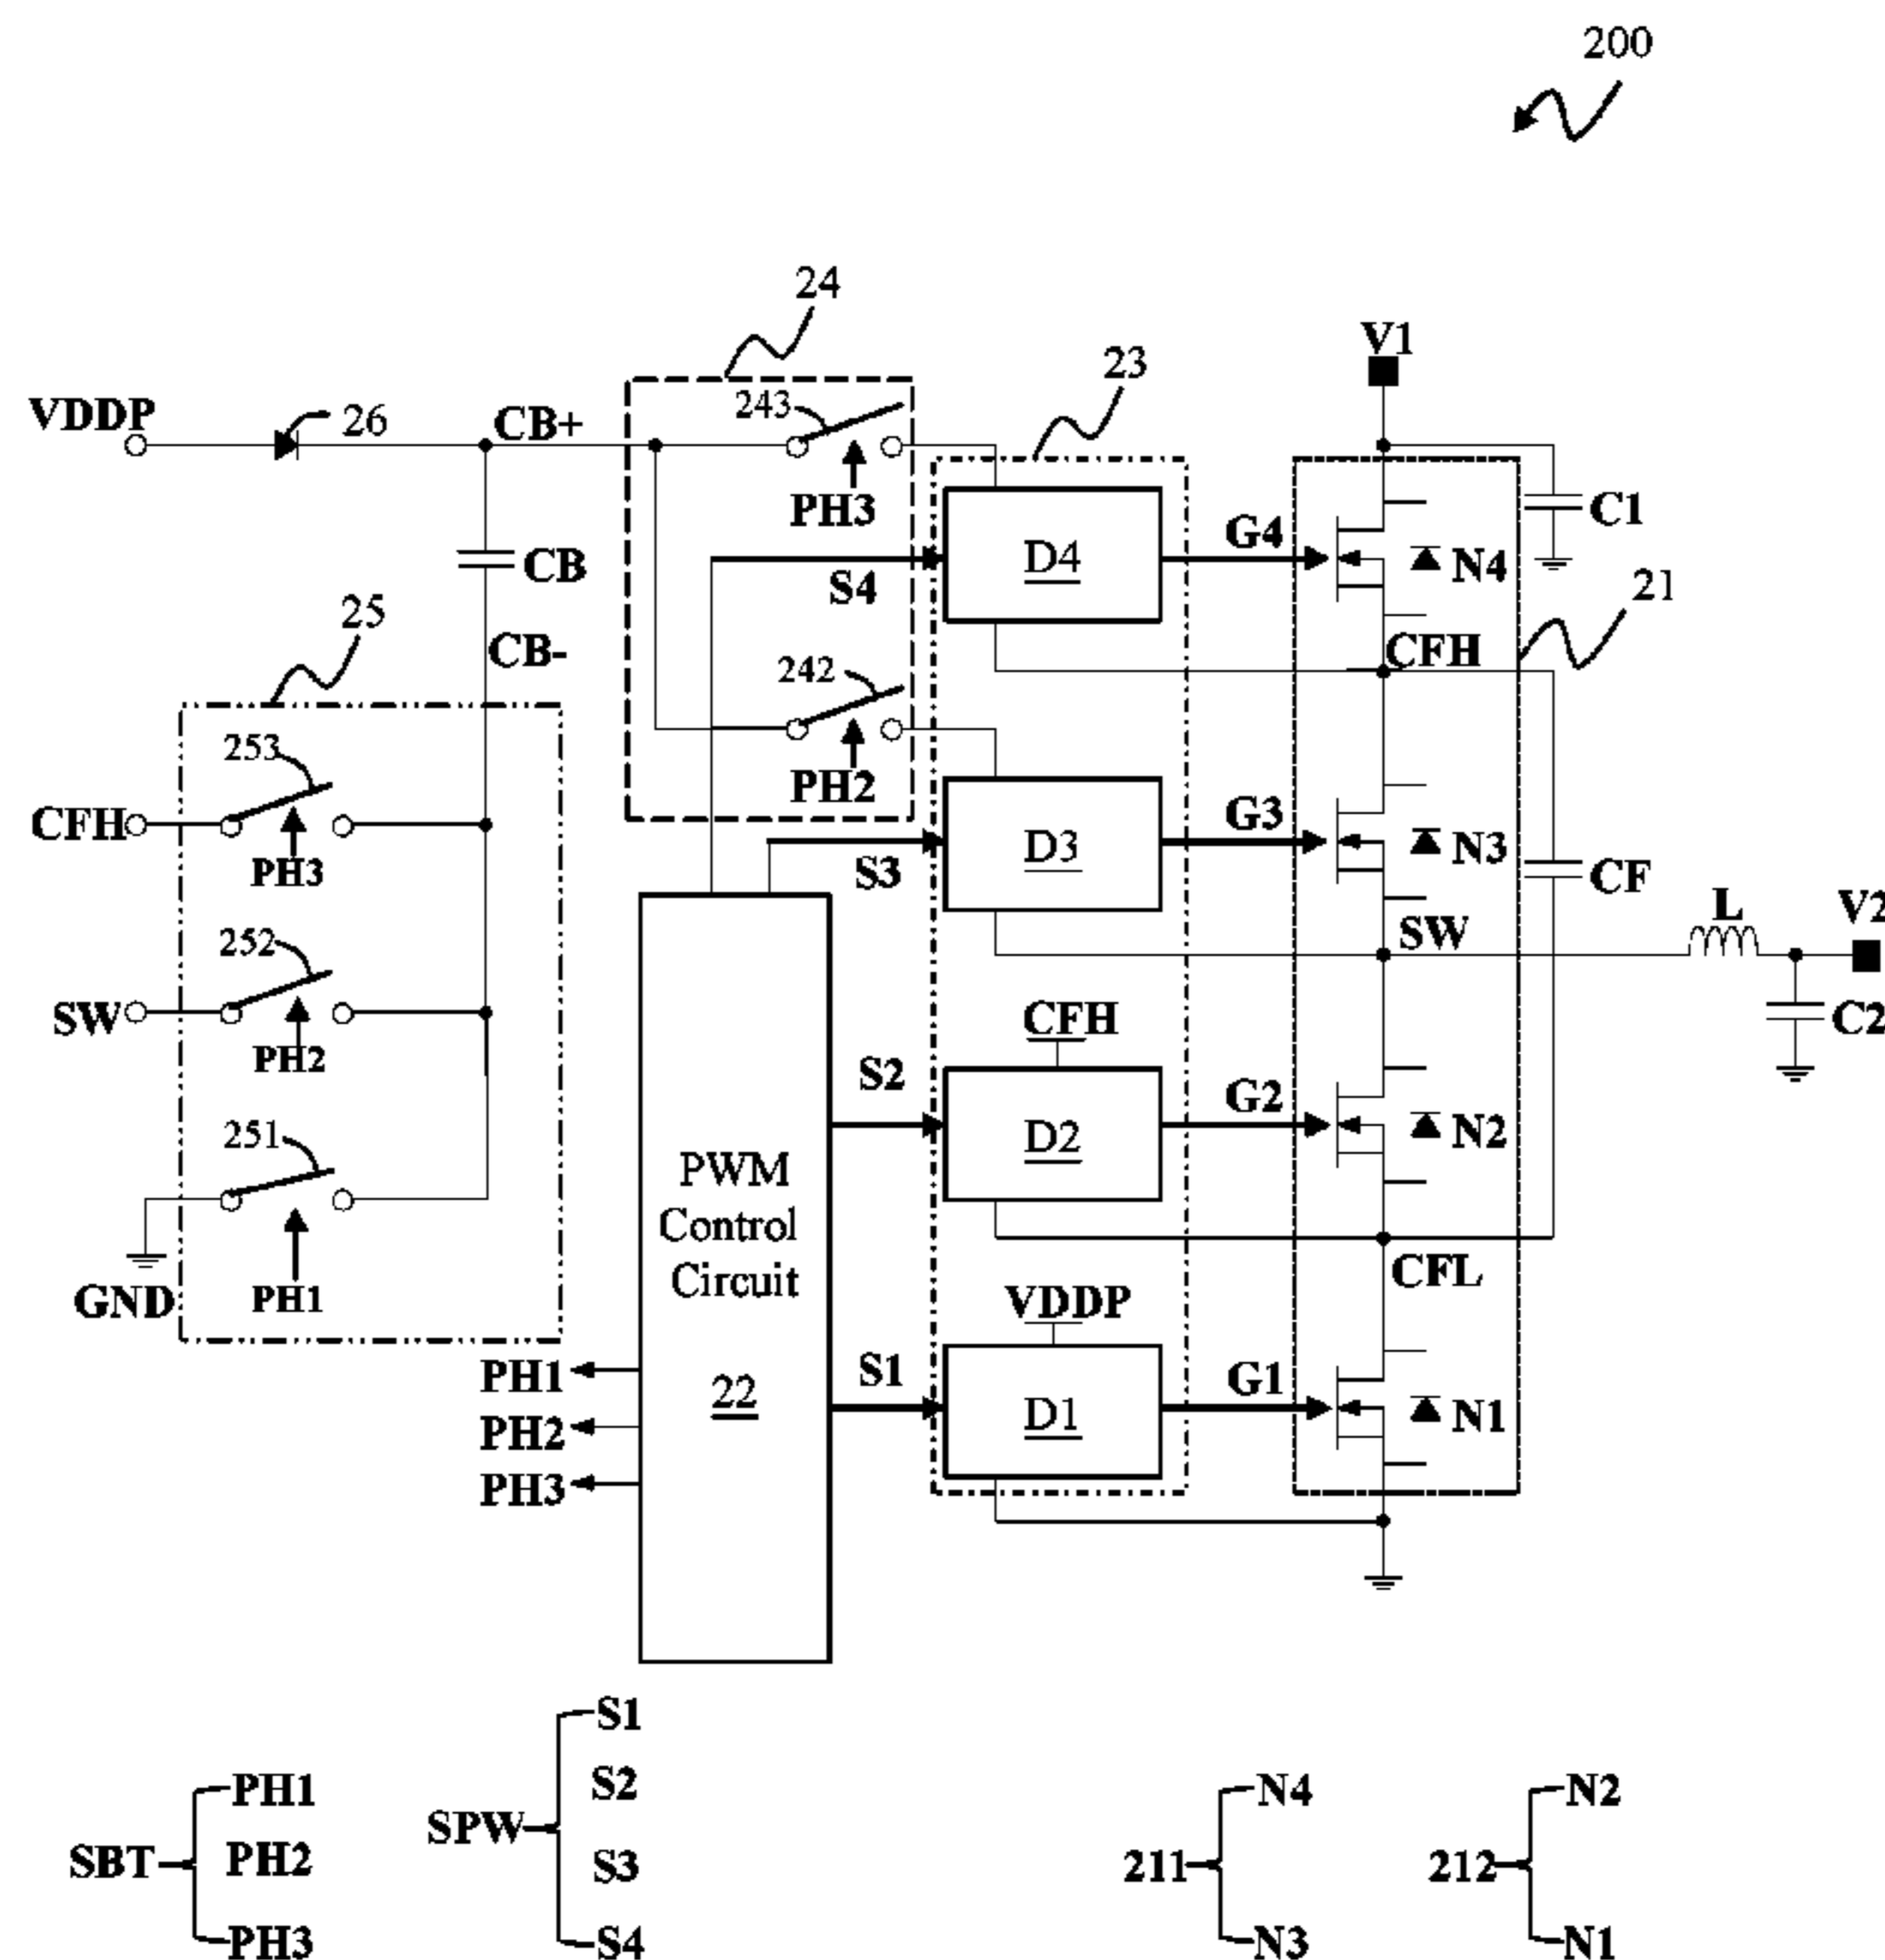 200
24
V1
23
VDDP
26
CB+
243
PH3
C1
G4
D4
N4
CB
S4
21
25
CB-
CFH
242
PH2
253
CFH
PH3
G3
D3
N3
S3
CF
L
V2
252
SW
SW
PH2
CFH
C2
S2
G2
D2
N2
251
PWM
Control
Circuit
22
GND
PH1
CFL
VDDP
PH1
S1
G1
D1
N1
PH2
PH3
SBT
PH1
PH2
PH3
SPW
S1
S2
S3
S4
211
N4
N3
212
N2
N1